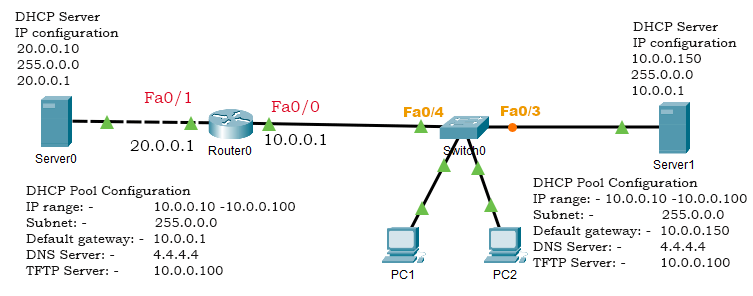 DHCP Server
IP configuration
20.0.0.10
255.0.0.0
20.0.0.1
DHCP Server
IP configuration
10.0.0.150
255.0.0.0
10.0.0.1
Fa0/1
Fa0/0
Fa0/4
Fa0/3
20.0.0.1
10.0.0.1
Server0
Router0
Switch0
Server1
DHCP Pool Configuration
IP range: - 10.0.0.10 -10.0.0.100
Subnet: - 255.0.0.0
Default gateway: - 10.0.0.1
DNS Server: - 4.4.4.4
TFTP Server: - 10.0.0.100
DHCP Pool Configuration
IP range: - 10.0.0.10 -10.0.0.100
Subnet: - 255.0.0.0
Default gateway: - 10.0.0.150
DNS Server: - 4.4.4.4
TFTP Server: - 10.0.0.100
PC1
PC2